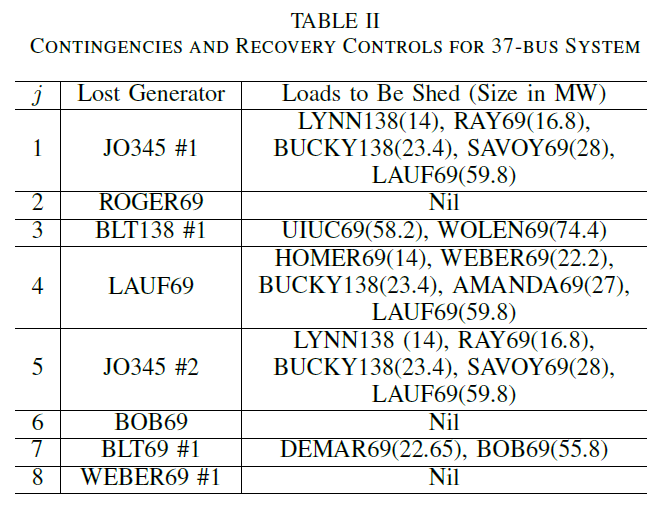 TABLE II
CONTINGENCIES AND RECOVERY CONTROLS FOR 37-BUS SYSTEM
j Lost Generator Loads to Be Shed (Size in MW)
1 JO345 #1 LYNN138(14), RAY69(16.8),
BUCKY138(23.4), SAVOY69(28),
LAUF69(59.8)
2 ROGER69 Nil
3 BLT138 #1 UIUC69(58.2), WOLEN69(74.4)
4 LAUF69 HOMER69(14), WEBER69(22.2),
BUCKY138(23.4), AMANDA69(27),
LAUF69(59.8)
5 JO345 #2 LYNN138 (14), RAY69(16.8),
BUCKY138(23.4), SAVOY69(28),
LAUF69(59.8)
6 BOB69 Nil
7 BLT69 #1 DEMAR69(22.65), BOB69(55.8)
8 WEBER69 #1 Nil